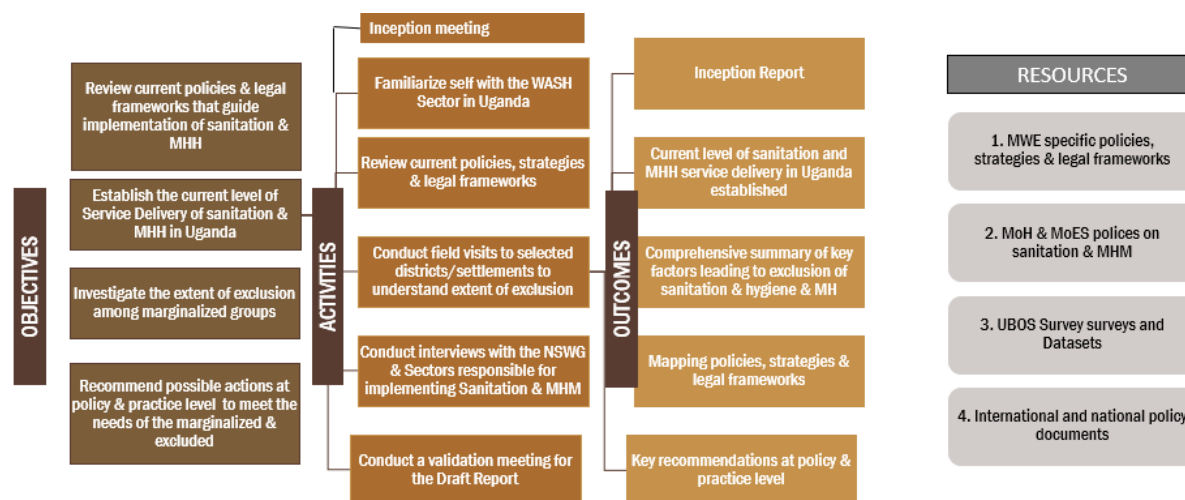 OBJECTIVES
Review current policies & legal
frameworks that guide
implementation of sanitation &
MHH
Establish the current level of
Service Delivery of sanitation &
MHH in Uganda
Investigate the extent of exclusion
among marginalized groups
Recommend possible actions at
policy & practice level to meet the
needs of the marginalized &
excluded
ACTIVITIES
Inception meeting
Familiarize self with the WASH
Sector in Uganda
Review current policies, strategies
& legal frameworks
Conduct field visits to selected
districts/settlements to
understand extent of exclusion
Conduct interviews with the NSWG
& Sectors responsible for
implementing Sanitation & MHM
Conduct a validation meeting for
the Draft Report
OUTCOMES
Inception Report
Current level of sanitation and
MHH service delivery in Uganda
established
Comprehensive summary of key
factors leading to exclusion of
sanitation & hygiene & MH
Mapping policies, strategies &
legal frameworks
Key recommendations at policy &
practice level
RESOURCES
1. MWE specific policies,
strategies & legal frameworks
2. MoH & MoES polices on
sanitation & MHM
3. UBOS Survey surveys and
Datasets
4. International and national policy
documents